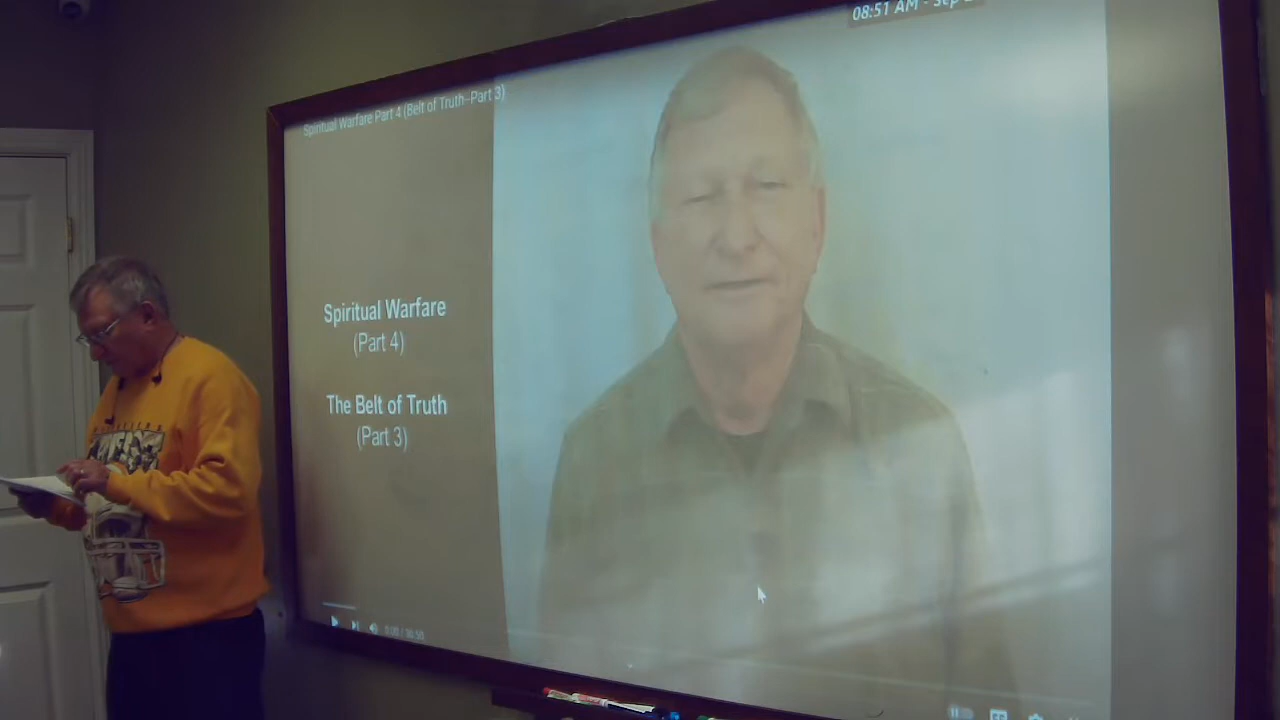 08:51 AM - Sep
Spiritual Warfare Part 4 (Belt of Truth--Part 3)
Spiritual Warfare
(Part 4)
The Belt of Truth
(Part 3)